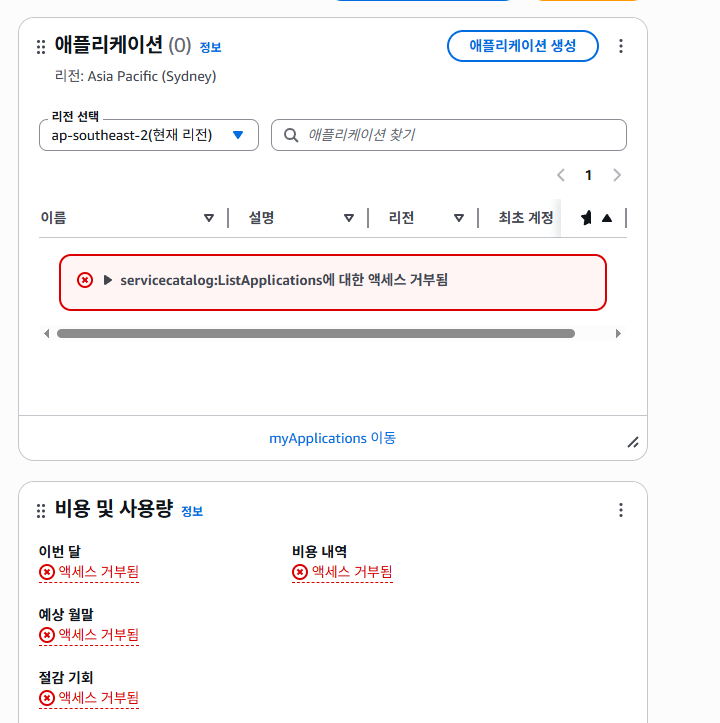 애플리케이션 (0) 정보
애플리케이션 생성
리전: Asia Pacific (Sydney)
리전 선택
ap-southeast-2(현재 리전)
애플리케이션 찾기
1
이름 설명 리전 최초 계정
servicecatalog:ListApplications에 대한 액세스 거부됨
myApplications 이동
비용 및 사용량 정보
이번 달
액세스 거부됨
비용 내역
액세스 거부됨
예상 월말
액세스 거부됨
절감 기회
액세스 거부됨